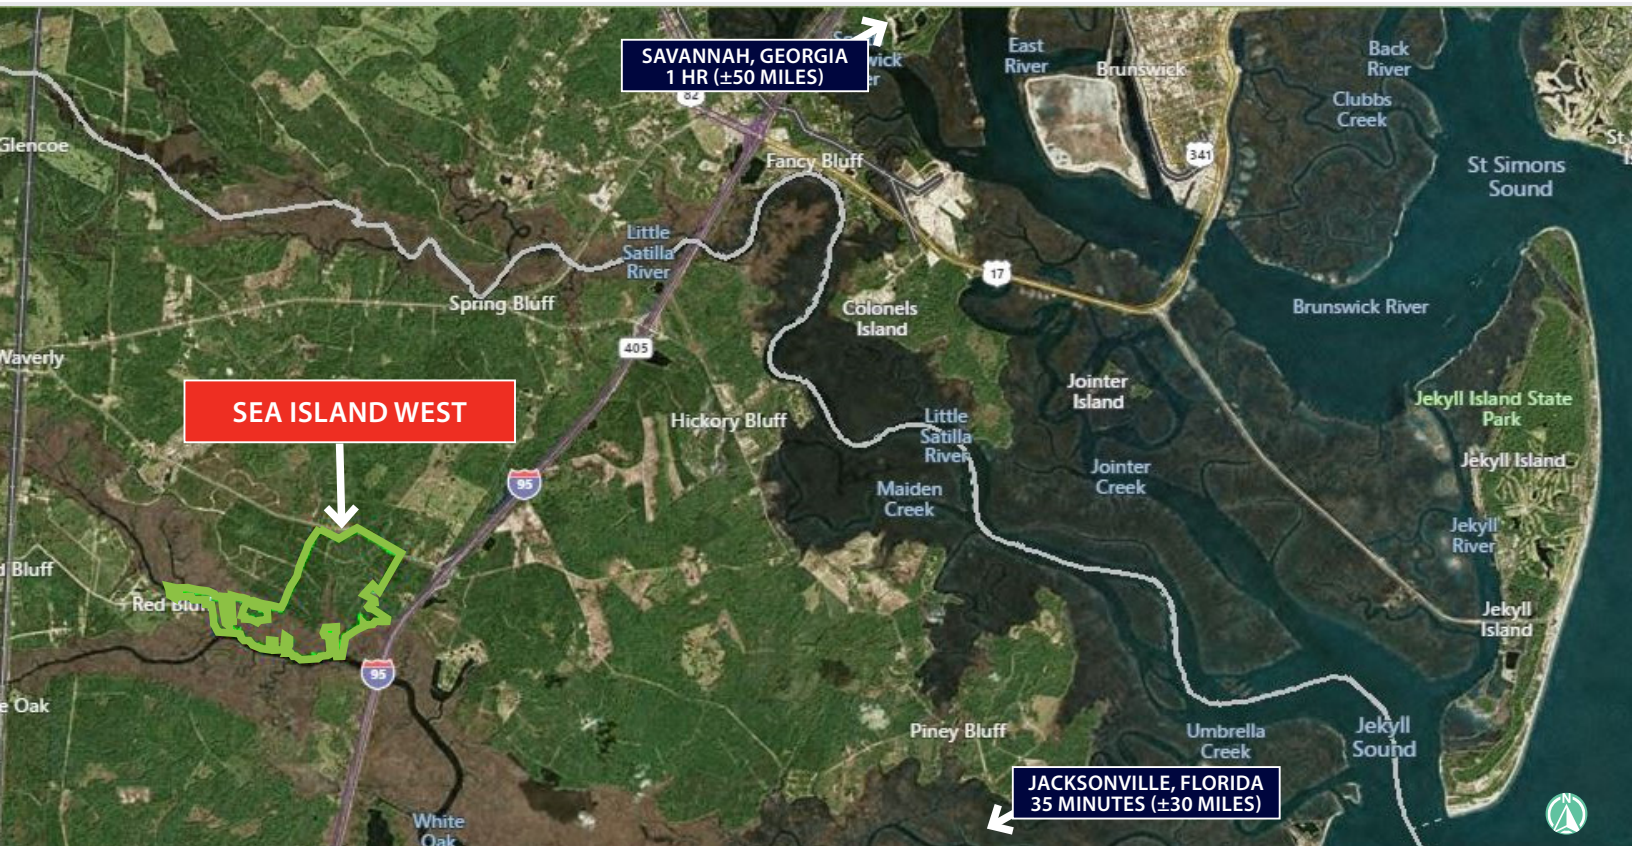 SAVANNAH, GEORGIA
1 HR (±50 MILES)
82
East
River
Brunswick
Back
River
Clubbs
Creek
Glencoe
Fancy Bluff
341
St Simons
Sound
Little
Satilla
River
17
Spring Bluff
Colonels
Island
Brunswick River
405
Waverly
SEA ISLAND WEST
Hickory Bluff
Jointer
Island
Jekyll Island State
Park
Little
Satilla
River
Jekyll Island
95
Maiden
Creek
Jointer
Creek
Jekyll
River
Bluff
Red Bluff
Jekyll
Island
95
Oak
Piney Bluff
Umbrella
Creek
Jekyll
Sound
JACKSONVILLE, FLORIDA
35 MINUTES (±30 MILES)
White
Oak
N